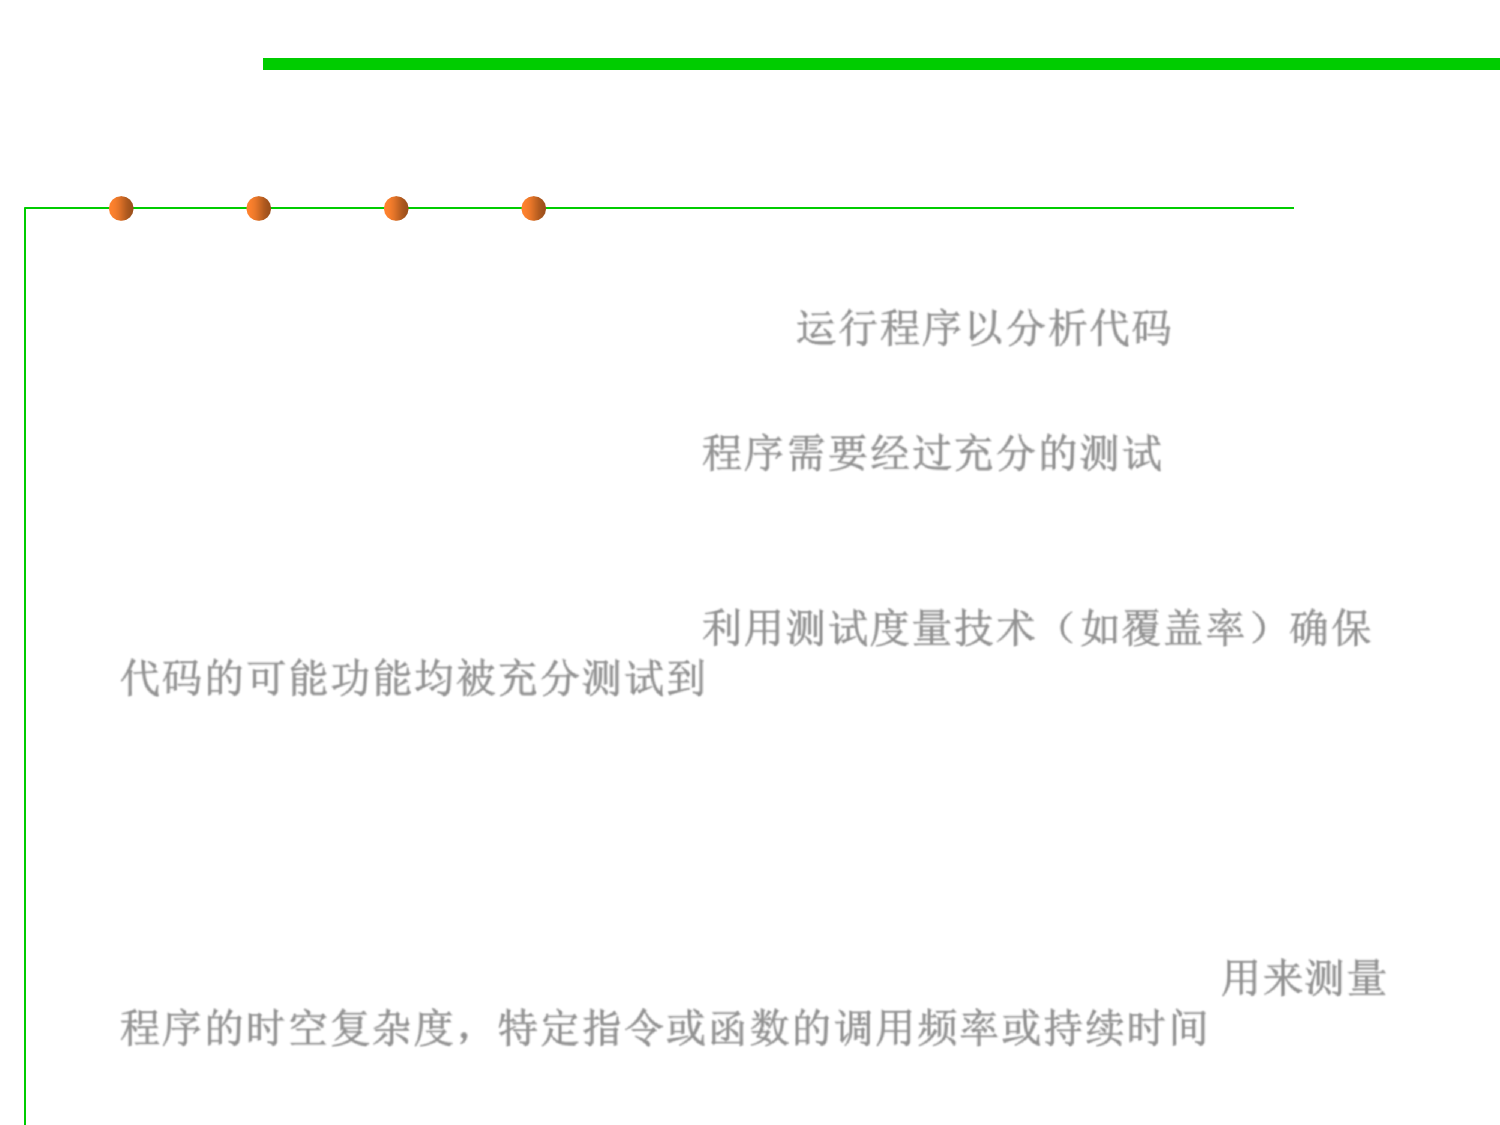 运行程序以分析代码
程序需要经过充分的测试
利用测试度量技术（如覆盖率）确保
代码的可能功能均被充分测试到
用来测量
程序的时空复杂度，特定指令或函数的调用频率或持续时间